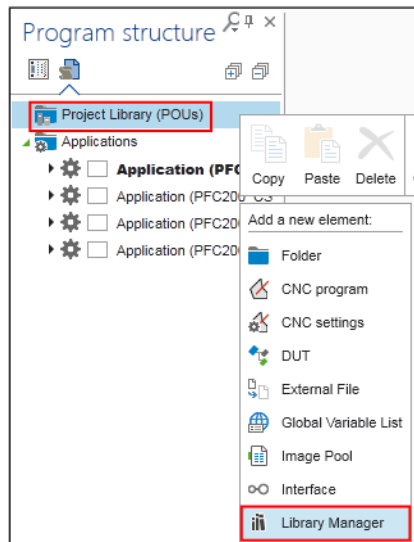 Program structure
Project Library (POUs)
Applications
Application (PFC
Application (PFC200_CS
Application (PFC20
Application (PFC20
Copy Paste Delete
Add a new element:
Folder
CNC program
CNC settings
DUT
External File
Global Variable List
Image Pool
Interface
Library Manager